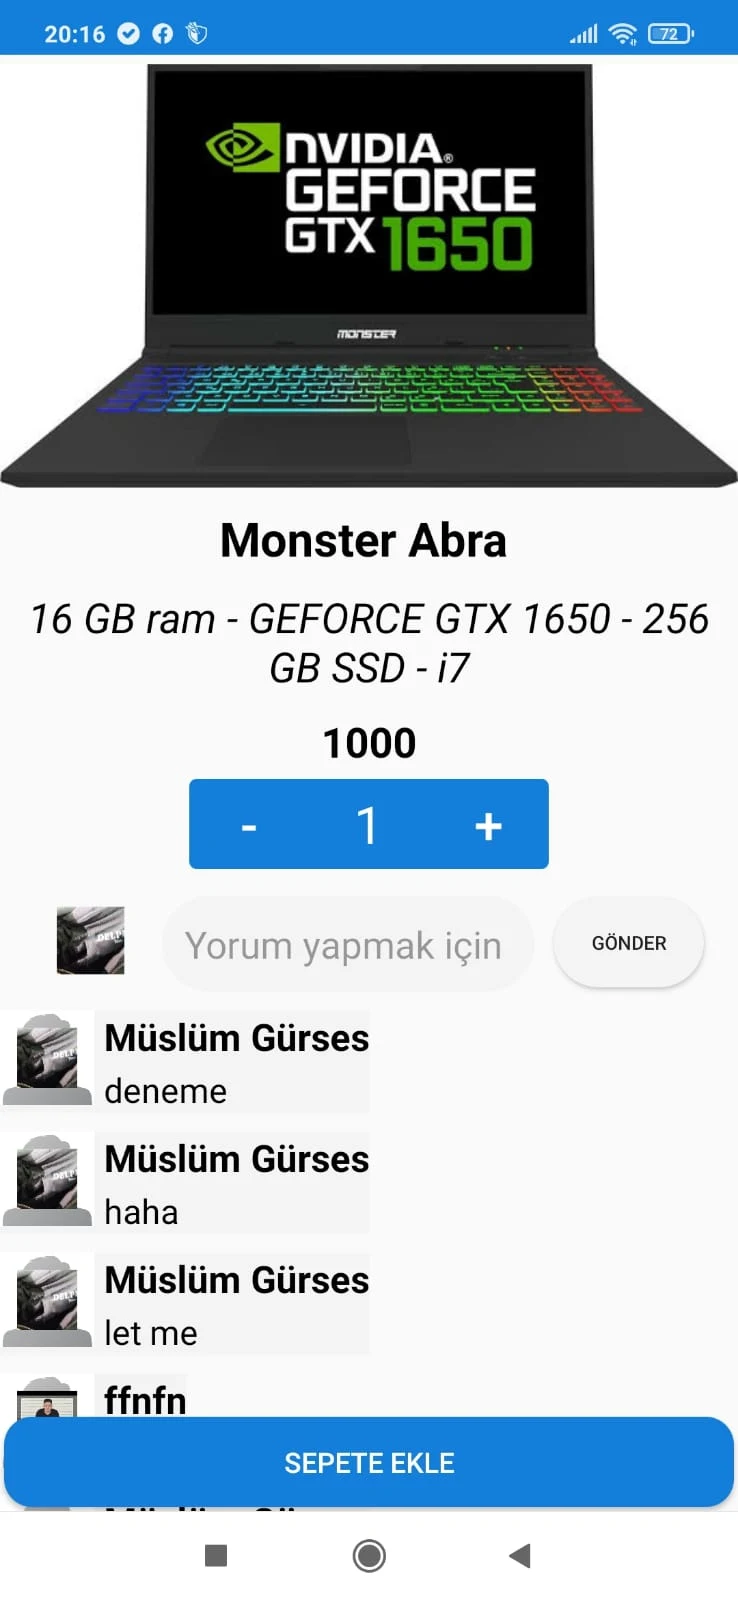 20:16
72
NVIDIA®
GEFORCE
GTX 1650
MONSTER
Monster Abra
16 GB ram - GEFORCE GTX 1650 - 256
GB SSD - i7
1000
- 1 +
Yorum yapmak için
GÖNDER
Müslüm Gürses
deneme
Müslüm Gürses
haha
Müslüm Gürses
let me
ffnfn
SEPETE EKLE